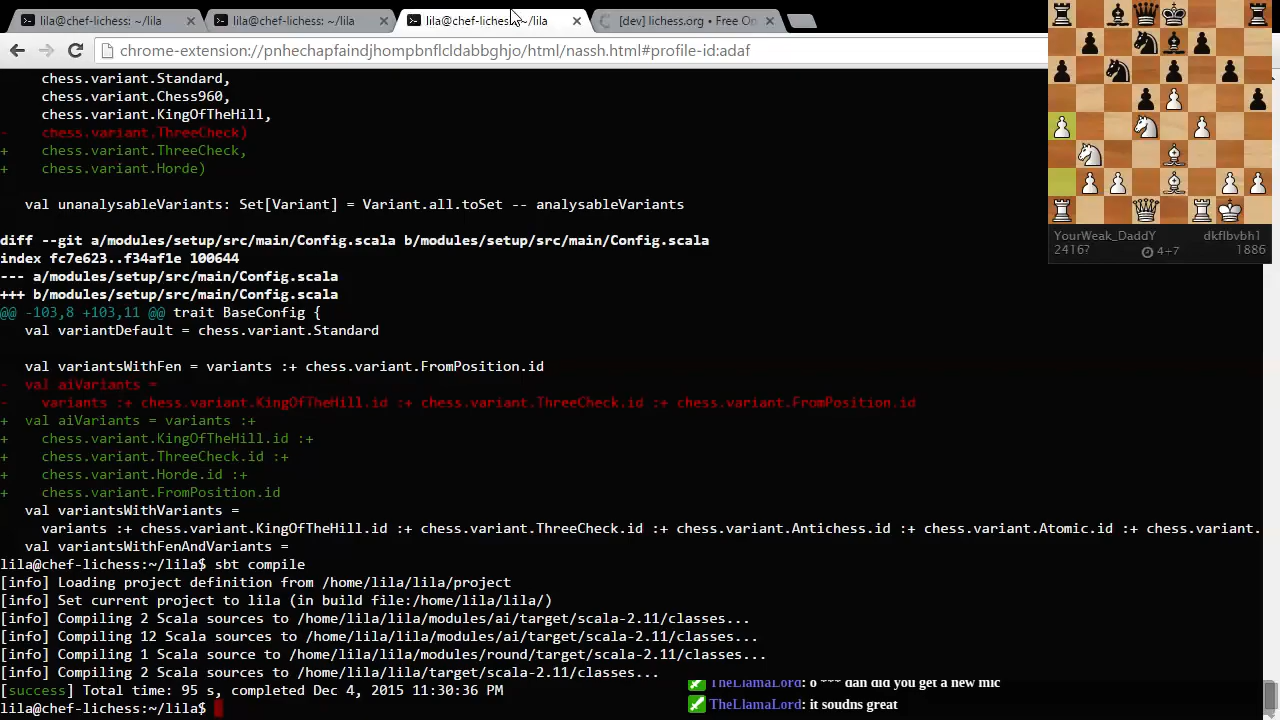 lila@chef-lichess: ~/lila
lila@chef-lichess: ~/lila
lila@chef-lichess: ~/lila
[dev] lichess.org • Free On
chrome-extension://pnhechapfaindjhompbnflcldabbghjo/html/nassh.html#profile-id:adaf
chess.variant.Standard,
chess.variant.Chess960,
chess.variant.KingOfTheHill,
-    chess.variant.ThreeCheck)
+    chess.variant.ThreeCheck,
+    chess.variant.Horde)
val unanalysableVariants: Set[Variant] = Variant.all.toSet -- analysableVariants
diff --git a/modules/setup/src/main/Config.scala b/modules/setup/src/main/Config.scala
index fc7e623..f34af1e 100644
--- a/modules/setup/src/main/Config.scala
+++ b/modules/setup/src/main/Config.scala
@@ -103,8 +103,11 @@ trait BaseConfig {
val variantDefault = chess.variant.Standard
val variantsWithFen = variants :+ chess.variant.FromPosition.id
-  val aiVariants =
-    variants :+ chess.variant.KingOfTheHill.id :+ chess.variant.ThreeCheck.id :+ chess.variant.FromPosition.id
+  val aiVariants = variants :+
+    chess.variant.KingOfTheHill.id :+
+    chess.variant.ThreeCheck.id :+
+    chess.variant.Horde.id :+
+    chess.variant.FromPosition.id
val variantsWithVariants =
variants :+ chess.variant.KingOfTheHill.id :+ chess.variant.ThreeCheck.id :+ chess.variant.Antichess.id :+ chess.variant.Atomic.id :+ chess.variant.
val variantsWithFenAndVariants =
lila@chef-lichess:~/lila$ sbt compile
[info] Loading project definition from /home/lila/lila/project
[info] Set current project to lila (in build file:/home/lila/lila/)
[info] Compiling 2 Scala sources to /home/lila/lila/modules/ai/target/scala-2.11/classes...
[info] Compiling 12 Scala sources to /home/lila/lila/modules/ai/target/scala-2.11/classes...
[info] Compiling 1 Scala source to /home/lila/lila/modules/round/target/scala-2.11/classes...
[info] Compiling 2 Scala sources to /home/lila/lila/target/scala-2.11/classes...
[success] Total time: 95 s, completed Dec 4, 2015 11:30:36 PM
lila@chef-lichess:~/lila$
YourWeak_DaddY dkflbvbhl
2416? 4+7 1886
TheLlamaLord: o *** dan did you get a new mic
TheLlamaLord: it soudns great